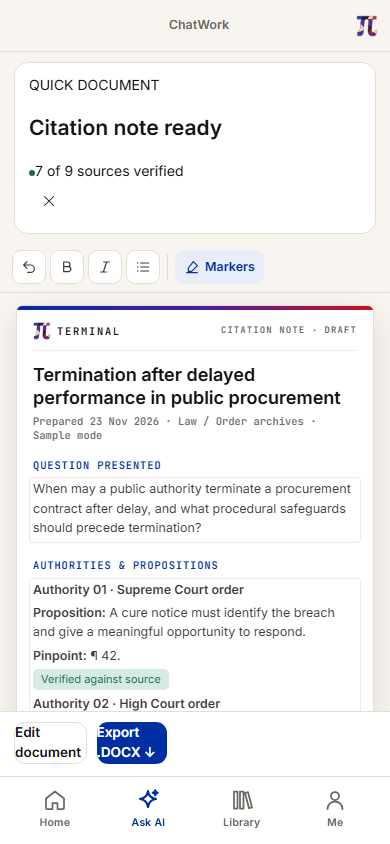 ChatWork
QUICK DOCUMENT
Citation note ready
7 of 9 sources verified
B
I
Markers
TERMINAL
CITATION NOTE · DRAFT
Termination after delayed
performance in public procurement
Prepared 23 Nov 2026 · Law / Order archives ·
Sample mode
QUESTION PRESENTED
When may a public authority terminate a procurement
contract after delay, and what procedural safeguards
should precede termination?
AUTHORITIES & PROPOSITIONS
Authority 01 · Supreme Court order
Proposition: A cure notice must identify the breach
and give a meaningful opportunity to respond.
Pinpoint: ¶ 42.
Verified against source
Authority 02 · High Court order
Edit
document
Export
.DOCX ↓
Home
Ask AI
Library
Me